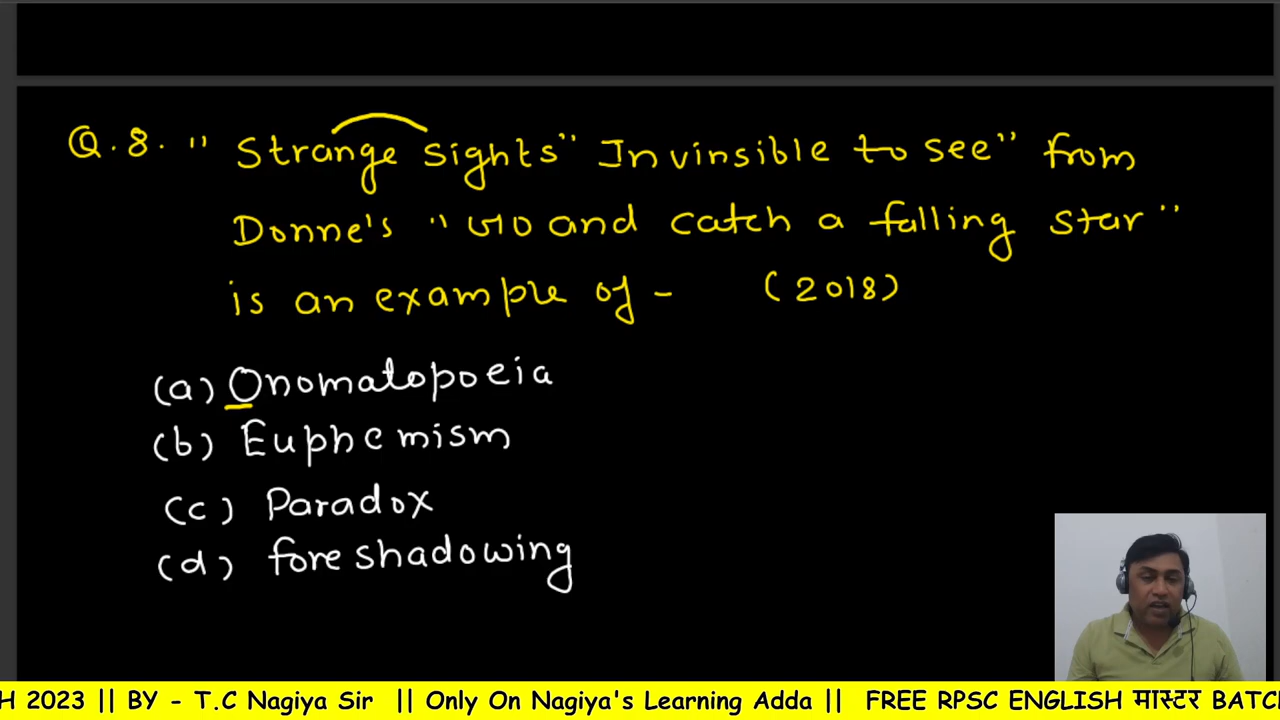 Q.8. " Strange sights" Invinsible to see" from
Donne's "Go and catch a falling star"
is an example of - (2018)
(a) Onomatopoeia
(b) Euphemism
(c) Paradox
(d) foreshadowing
H 2023 || BY - T.C Nagiya Sir || Only On Nagiya's Learning Adda || FREE RPSC ENGLISH मास्टर BATC